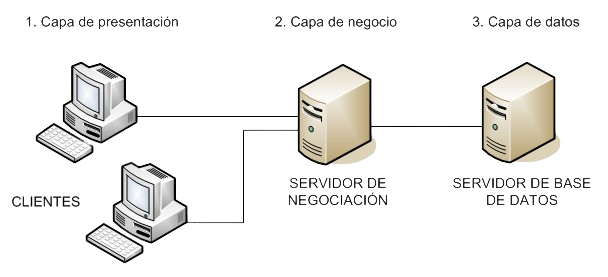 1. Capa de presentación
2. Capa de negocio
3. Capa de datos
CLIENTES
SERVIDOR DE
NEGOCIACIÓN
SERVIDOR DE BASE
DE DATOS